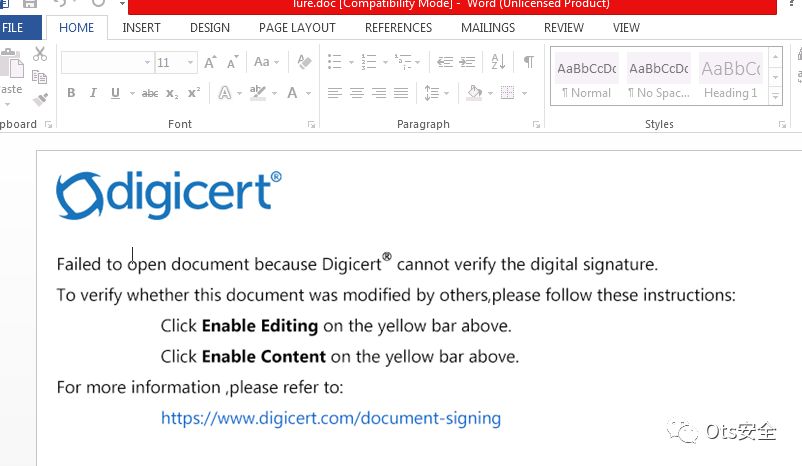 lure.doc [Compatibility Mode] - Word (Unlicensed Product)
FILE HOME INSERT DESIGN PAGE LAYOUT REFERENCES MAILINGS REVIEW VIEW
11 Aa
B I U abc x₂ x² A A
AaBbCcDc AaBbCcDc AaBbCc
¶ Normal ¶ No Spac... Heading 1
Font Paragraph Styles
digicert®
Failed to open document because Digicert® cannot verify the digital signature.
To verify whether this document was modified by others,please follow these instructions:
Click Enable Editing on the yellow bar above.
Click Enable Content on the yellow bar above.
For more information ,please refer to:
https://www.digicert.com/document-signing
Ots安全